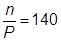 n/P = 140